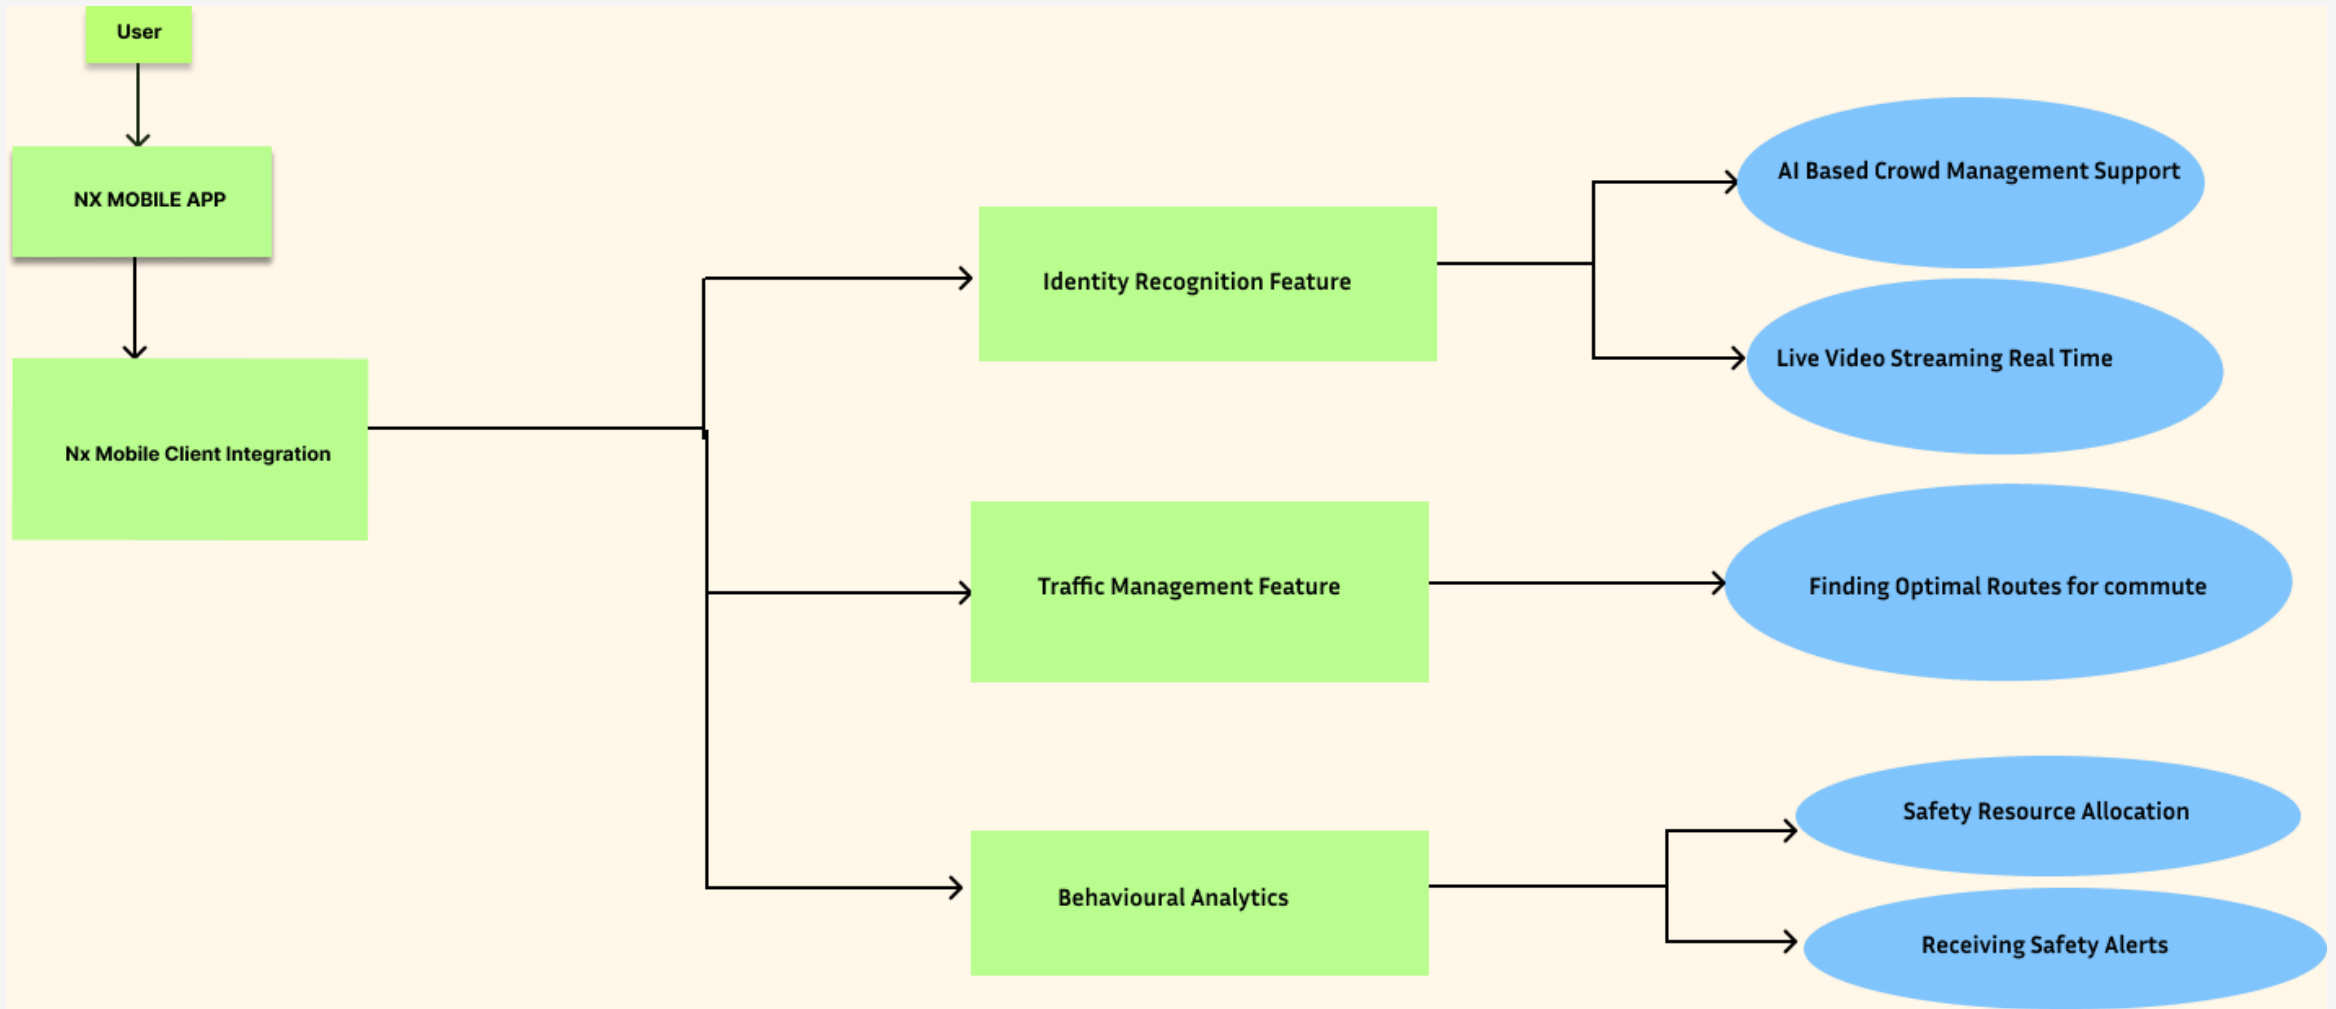 User
NX MOBILE APP
Nx Mobile Client Integration
Identity Recognition Feature
AI Based Crowd Management Support
Live Video Streaming Real Time
Traffic Management Feature
Finding Optimal Routes for commute
Behavioural Analytics
Safety Resource Allocation
Receiving Safety Alerts